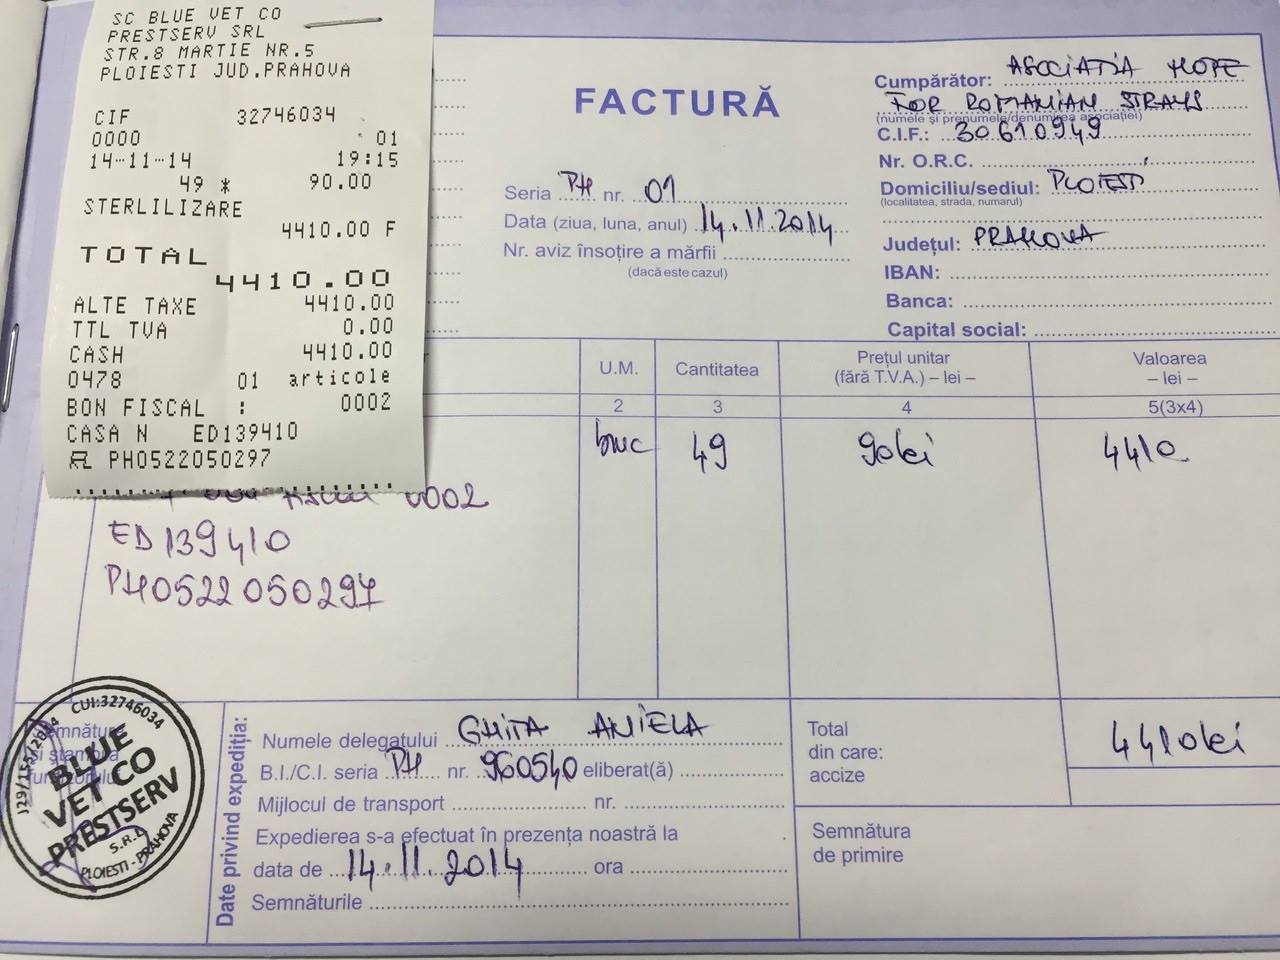 SC BLUE VET CO
PRESTSERV SRL
STR.8 MARTIE NR.5
PLOIESTI JUD.PRAHOVA
CIF 32746034
0000 01
14-11-14 19:15
49 * 90.00
STERLILIZARE
4410.00 F
TOTAL
4410.00
ALTE TAXE 4410.00
TTL TVA 0.00
CASH 4410.00
0478 01 articole
BON FISCAL : 0002
CASA N ED139410
PH0522050297
FACTURĂ
Seria PH nr. 01
Data (ziua, luna, anul) 14.11.2014
Nr. aviz însoțire a mărfii
(dacă este cazul)
Cumpărător: ASOCIATIA HOPE
FOR ROMANIAN STRAYS
(numele și prenumele/denumirea asociației)
C.I.F.: 30610949
Nr. O.R.C.
Domiciliu/sediul: PLOIESTI
(localitatea, strada, numarul)
Județul: PRAHOVA
IBAN:
Banca:
Capital social:
U.M. Cantitatea Prețul unitar (fără T.V.A.) – lei – Valoarea – lei –
2 3 4 5(3x4)
buc 49 90lei 4410
0002
ED139410
PH0522050297
semnătura
și ștampila
CUI:32746034
J29/155/2014
BLUE
VET CO
PRESTSERV
S.R.L.
PLOIESTI - PRAHOVA
Date privind expediția:
Numele delegatului GHITA ANIELA
B.I./C.I. seria PH nr. 960540 eliberat(ă)
Mijlocul de transport nr.
Expedierea s-a efectuat în prezența noastră la
data de 14.11.2014 ora
Semnăturile
Total
din care:
accize
4410lei
Semnătura
de primire